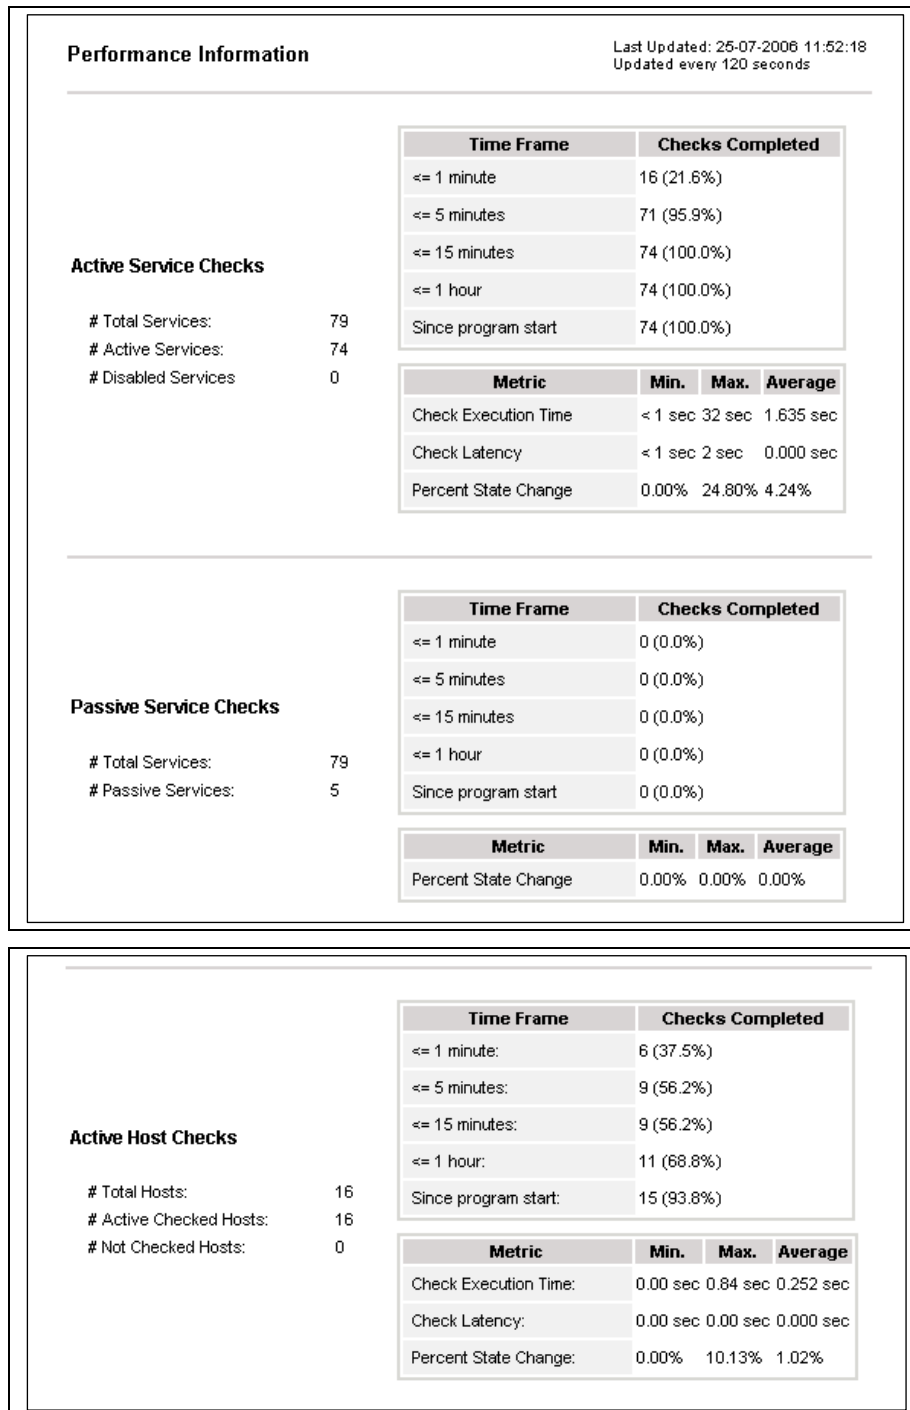 Performance Information
Last Updated: 25-07-2006 11:52:18
Updated every 120 seconds
Active Service Checks
# Total Services: 79
# Active Services: 74
# Disabled Services 0
Time Frame Checks Completed
<= 1 minute 16 (21.6%)
<= 5 minutes 71 (95.9%)
<= 15 minutes 74 (100.0%)
<= 1 hour 74 (100.0%)
Since program start 74 (100.0%)
Metric Min. Max. Average
Check Execution Time < 1 sec 32 sec 1.635 sec
Check Latency < 1 sec 2 sec 0.000 sec
Percent State Change 0.00% 24.80% 4.24%
Passive Service Checks
# Total Services: 79
# Passive Services: 5
Time Frame Checks Completed
<= 1 minute 0 (0.0%)
<= 5 minutes 0 (0.0%)
<= 15 minutes 0 (0.0%)
<= 1 hour 0 (0.0%)
Since program start 0 (0.0%)
Metric Min. Max. Average
Percent State Change 0.00% 0.00% 0.00%
Active Host Checks
# Total Hosts: 16
# Active Checked Hosts: 16
# Not Checked Hosts: 0
Time Frame Checks Completed
<= 1 minute: 6 (37.5%)
<= 5 minutes: 9 (56.2%)
<= 15 minutes: 9 (56.2%)
<= 1 hour: 11 (68.8%)
Since program start: 15 (93.8%)
Metric Min. Max. Average
Check Execution Time: 0.00 sec 0.84 sec 0.252 sec
Check Latency: 0.00 sec 0.00 sec 0.000 sec
Percent State Change: 0.00% 10.13% 1.02%